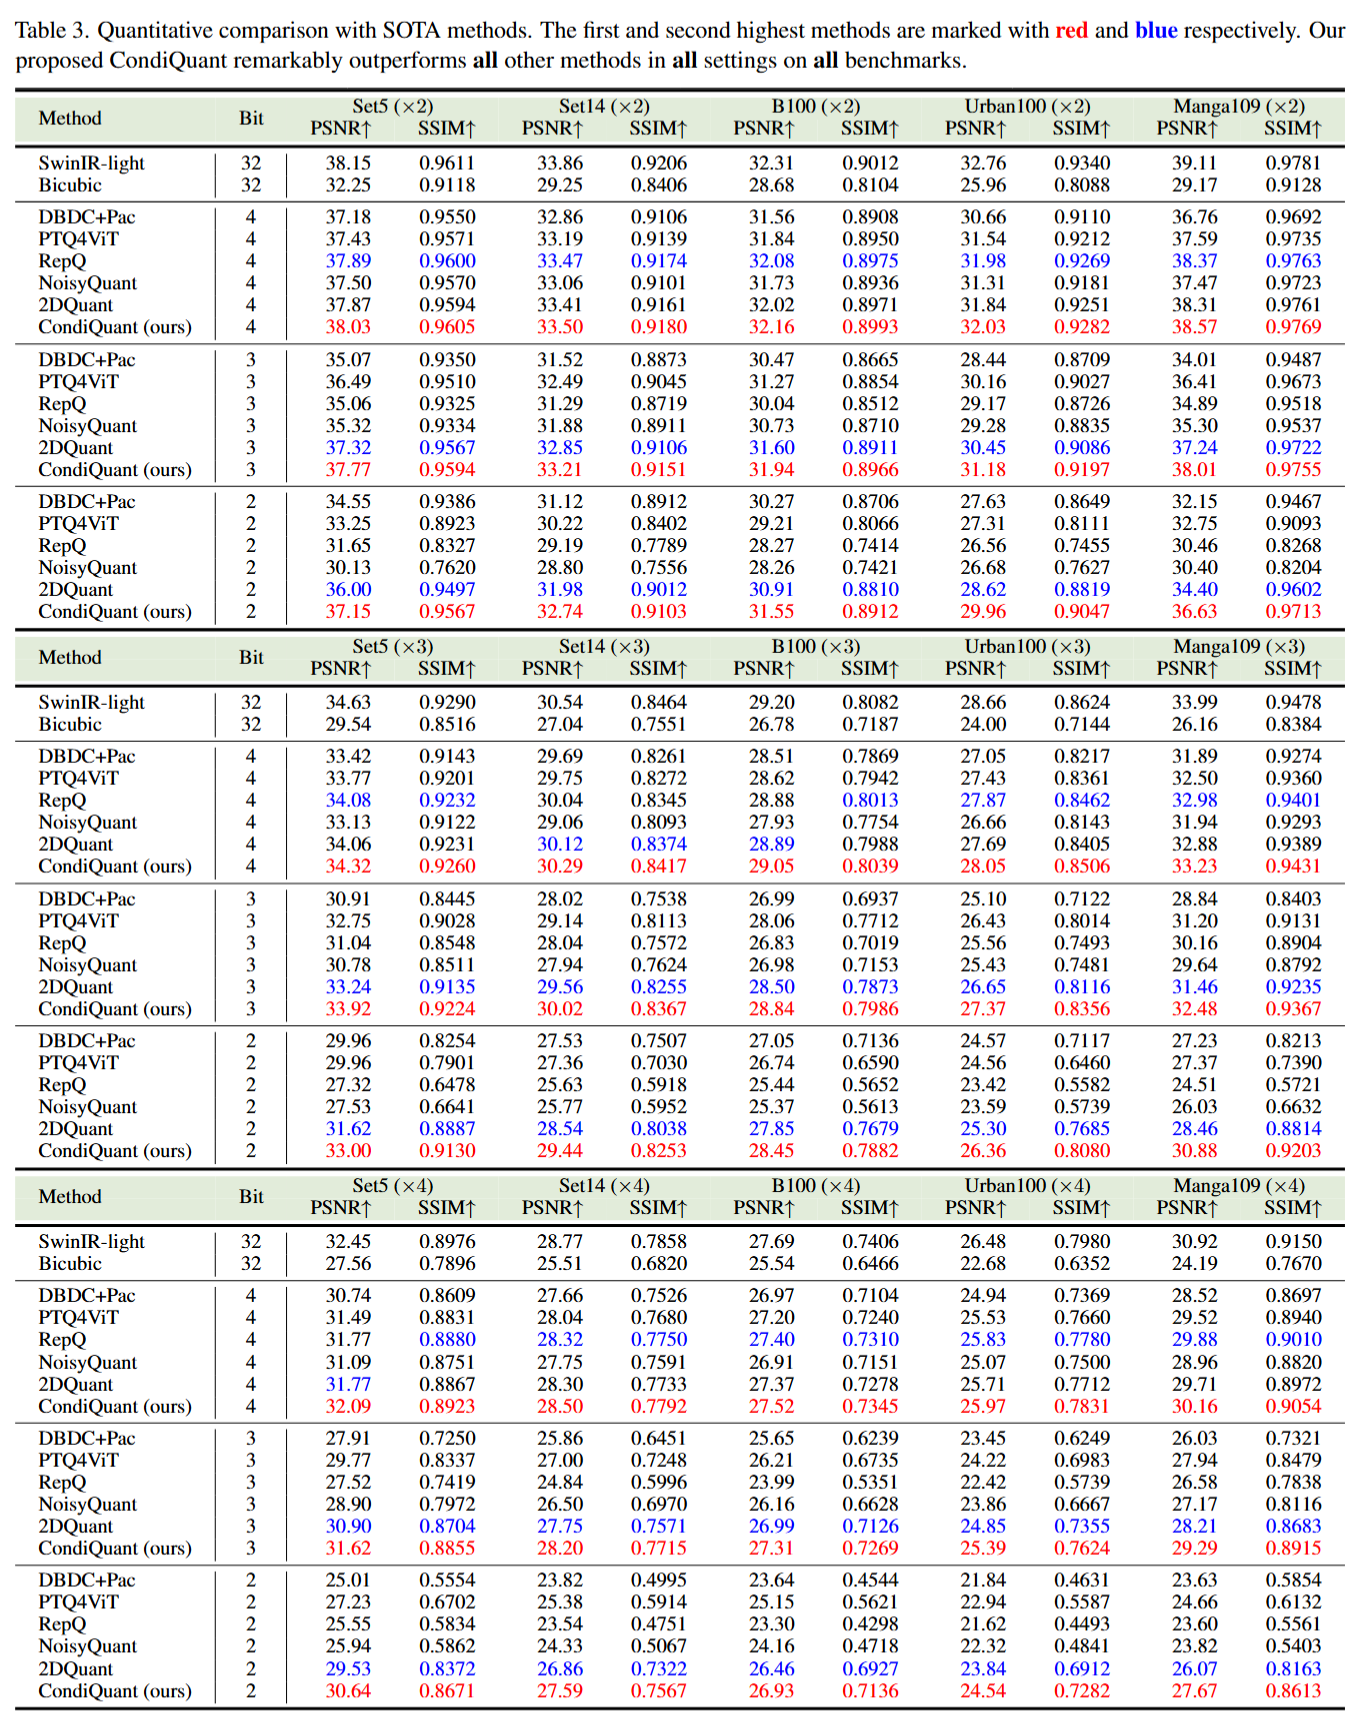 Table 3. Quantitative comparison with SOTA methods. The first and second highest methods are marked with red and blue respectively. Our
proposed CondiQuant remarkably outperforms all other methods in all settings on all benchmarks.
Method Bit Set5 (×2) Set14 (×2) B100 (×2) Urban100 (×2) Manga109 (×2)
PSNR↑ SSIM↑ PSNR↑ SSIM↑ PSNR↑ SSIM↑ PSNR↑ SSIM↑ PSNR↑ SSIM↑
SwinIR-light 32 38.15 0.9611 33.86 0.9206 32.31 0.9012 32.76 0.9340 39.11 0.9781
Bicubic 32 32.25 0.9118 29.25 0.8406 28.68 0.8104 25.96 0.8088 29.17 0.9128
DBDC+Pac 4 37.18 0.9550 32.86 0.9106 31.56 0.8908 30.66 0.9110 36.76 0.9692
PTQ4ViT 4 37.43 0.9571 33.19 0.9139 31.84 0.8950 31.54 0.9212 37.59 0.9735
RepQ 4 37.89 0.9600 33.47 0.9174 32.08 0.8975 31.98 0.9269 38.37 0.9763
NoisyQuant 4 37.50 0.9570 33.06 0.9101 31.73 0.8936 31.31 0.9181 37.47 0.9723
2DQuant 4 37.87 0.9594 33.41 0.9161 32.02 0.8971 31.84 0.9251 38.31 0.9761
CondiQuant (ours) 4 38.03 0.9605 33.50 0.9180 32.16 0.8993 32.03 0.9282 38.57 0.9769
DBDC+Pac 3 35.07 0.9350 31.52 0.8873 30.47 0.8665 28.44 0.8709 34.01 0.9487
PTQ4ViT 3 36.49 0.9510 32.49 0.9045 31.27 0.8854 30.16 0.9027 36.41 0.9673
RepQ 3 35.06 0.9325 31.29 0.8719 30.04 0.8512 29.17 0.8726 34.89 0.9518
NoisyQuant 3 35.32 0.9334 31.88 0.8911 30.73 0.8710 29.28 0.8835 35.30 0.9537
2DQuant 3 37.32 0.9567 32.85 0.9106 31.60 0.8911 30.45 0.9086 37.24 0.9722
CondiQuant (ours) 3 37.77 0.9594 33.21 0.9151 31.94 0.8966 31.18 0.9197 38.01 0.9755
DBDC+Pac 2 34.55 0.9386 31.12 0.8912 30.27 0.8706 27.63 0.8649 32.15 0.9467
PTQ4ViT 2 33.25 0.8923 30.22 0.8402 29.21 0.8066 27.31 0.8111 32.75 0.9093
RepQ 2 31.65 0.8327 29.19 0.7789 28.27 0.7414 26.56 0.7455 30.46 0.8268
NoisyQuant 2 30.13 0.7620 28.80 0.7556 28.26 0.7421 26.68 0.7627 30.40 0.8204
2DQuant 2 36.00 0.9497 31.98 0.9012 30.91 0.8810 28.62 0.8819 34.40 0.9602
CondiQuant (ours) 2 37.15 0.9567 32.74 0.9103 31.55 0.8912 29.96 0.9047 36.63 0.9713
Method Bit Set5 (×3) Set14 (×3) B100 (×3) Urban100 (×3) Manga109 (×3)
PSNR↑ SSIM↑ PSNR↑ SSIM↑ PSNR↑ SSIM↑ PSNR↑ SSIM↑ PSNR↑ SSIM↑
SwinIR-light 32 34.63 0.9290 30.54 0.8464 29.20 0.8082 28.66 0.8624 33.99 0.9478
Bicubic 32 29.54 0.8516 27.04 0.7551 26.78 0.7187 24.00 0.7144 26.16 0.8384
DBDC+Pac 4 33.42 0.9143 29.69 0.8261 28.51 0.7869 27.05 0.8217 31.89 0.9274
PTQ4ViT 4 33.77 0.9201 29.75 0.8272 28.62 0.7942 27.43 0.8361 32.50 0.9360
RepQ 4 34.08 0.9232 30.04 0.8345 28.88 0.8013 27.87 0.8462 32.98 0.9401
NoisyQuant 4 33.13 0.9122 29.06 0.8093 27.93 0.7754 26.66 0.8143 31.94 0.9293
2DQuant 4 34.06 0.9231 30.12 0.8374 28.89 0.7988 27.69 0.8405 32.88 0.9389
CondiQuant (ours) 4 34.32 0.9260 30.29 0.8417 29.05 0.8039 28.05 0.8506 33.23 0.9431
DBDC+Pac 3 30.91 0.8445 28.02 0.7538 26.99 0.6937 25.10 0.7122 28.84 0.8403
PTQ4ViT 3 32.75 0.9028 29.14 0.8113 28.06 0.7712 26.43 0.8014 31.20 0.9131
RepQ 3 31.04 0.8548 28.04 0.7572 26.83 0.7019 25.56 0.7493 30.16 0.8904
NoisyQuant 3 30.78 0.8511 27.94 0.7624 26.98 0.7153 25.43 0.7481 29.64 0.8792
2DQuant 3 33.24 0.9135 29.56 0.8255 28.50 0.7873 26.65 0.8116 31.46 0.9235
CondiQuant (ours) 3 33.92 0.9224 30.02 0.8367 28.84 0.7986 27.37 0.8356 32.48 0.9367
DBDC+Pac 2 29.96 0.8254 27.53 0.7507 27.05 0.7136 24.57 0.7117 27.23 0.8213
PTQ4ViT 2 29.96 0.7901 27.36 0.7030 26.74 0.6590 24.56 0.6460 27.37 0.7390
RepQ 2 27.32 0.6478 25.63 0.5918 25.44 0.5652 23.42 0.5582 24.51 0.5721
NoisyQuant 2 27.53 0.6641 25.77 0.5952 25.37 0.5613 23.59 0.5739 26.03 0.6632
2DQuant 2 31.62 0.8887 28.54 0.8038 27.85 0.7679 25.30 0.7685 28.46 0.8814
CondiQuant (ours) 2 33.00 0.9130 29.44 0.8253 28.45 0.7882 26.36 0.8080 30.88 0.9203
Method Bit Set5 (×4) Set14 (×4) B100 (×4) Urban100 (×4) Manga109 (×4)
PSNR↑ SSIM↑ PSNR↑ SSIM↑ PSNR↑ SSIM↑ PSNR↑ SSIM↑ PSNR↑ SSIM↑
SwinIR-light 32 32.45 0.8976 28.77 0.7858 27.69 0.7406 26.48 0.7980 30.92 0.9150
Bicubic 32 27.56 0.7896 25.51 0.6820 25.54 0.6466 22.68 0.6352 24.19 0.7670
DBDC+Pac 4 30.74 0.8609 27.66 0.7526 26.97 0.7104 24.94 0.7369 28.52 0.8697
PTQ4ViT 4 31.49 0.8831 28.04 0.7680 27.20 0.7240 25.53 0.7660 29.52 0.8940
RepQ 4 31.77 0.8880 28.32 0.7750 27.40 0.7310 25.83 0.7780 29.88 0.9010
NoisyQuant 4 31.09 0.8751 27.75 0.7591 26.91 0.7151 25.07 0.7500 28.96 0.8820
2DQuant 4 31.77 0.8867 28.30 0.7733 27.37 0.7278 25.71 0.7712 29.71 0.8972
CondiQuant (ours) 4 32.09 0.8923 28.50 0.7792 27.52 0.7345 25.97 0.7831 30.16 0.9054
DBDC+Pac 3 27.91 0.7250 25.86 0.6451 25.65 0.6239 23.45 0.6249 26.03 0.7321
PTQ4ViT 3 29.77 0.8337 27.00 0.7248 26.21 0.6735 24.22 0.6983 27.94 0.8479
RepQ 3 27.52 0.7419 24.84 0.5996 23.99 0.5351 22.42 0.5739 26.58 0.7838
NoisyQuant 3 28.90 0.7972 26.50 0.6970 26.16 0.6628 23.86 0.6667 27.17 0.8116
2DQuant 3 30.90 0.8704 27.75 0.7571 26.99 0.7126 24.85 0.7355 28.21 0.8683
CondiQuant (ours) 3 31.62 0.8855 28.20 0.7715 27.31 0.7269 25.39 0.7624 29.29 0.8915
DBDC+Pac 2 25.01 0.5554 23.82 0.4995 23.64 0.4544 21.84 0.4631 23.63 0.5854
PTQ4ViT 2 27.23 0.6702 25.38 0.5914 25.15 0.5621 22.94 0.5587 24.66 0.6132
RepQ 2 25.55 0.5834 23.54 0.4751 23.30 0.4298 21.62 0.4493 23.60 0.5561
NoisyQuant 2 25.94 0.5862 24.33 0.5067 24.16 0.4718 22.32 0.4841 23.82 0.5403
2DQuant 2 29.53 0.8372 26.86 0.7322 26.46 0.6927 23.84 0.6912 26.07 0.8163
CondiQuant (ours) 2 30.64 0.8671 27.59 0.7567 26.93 0.7136 24.54 0.7282 27.67 0.8613